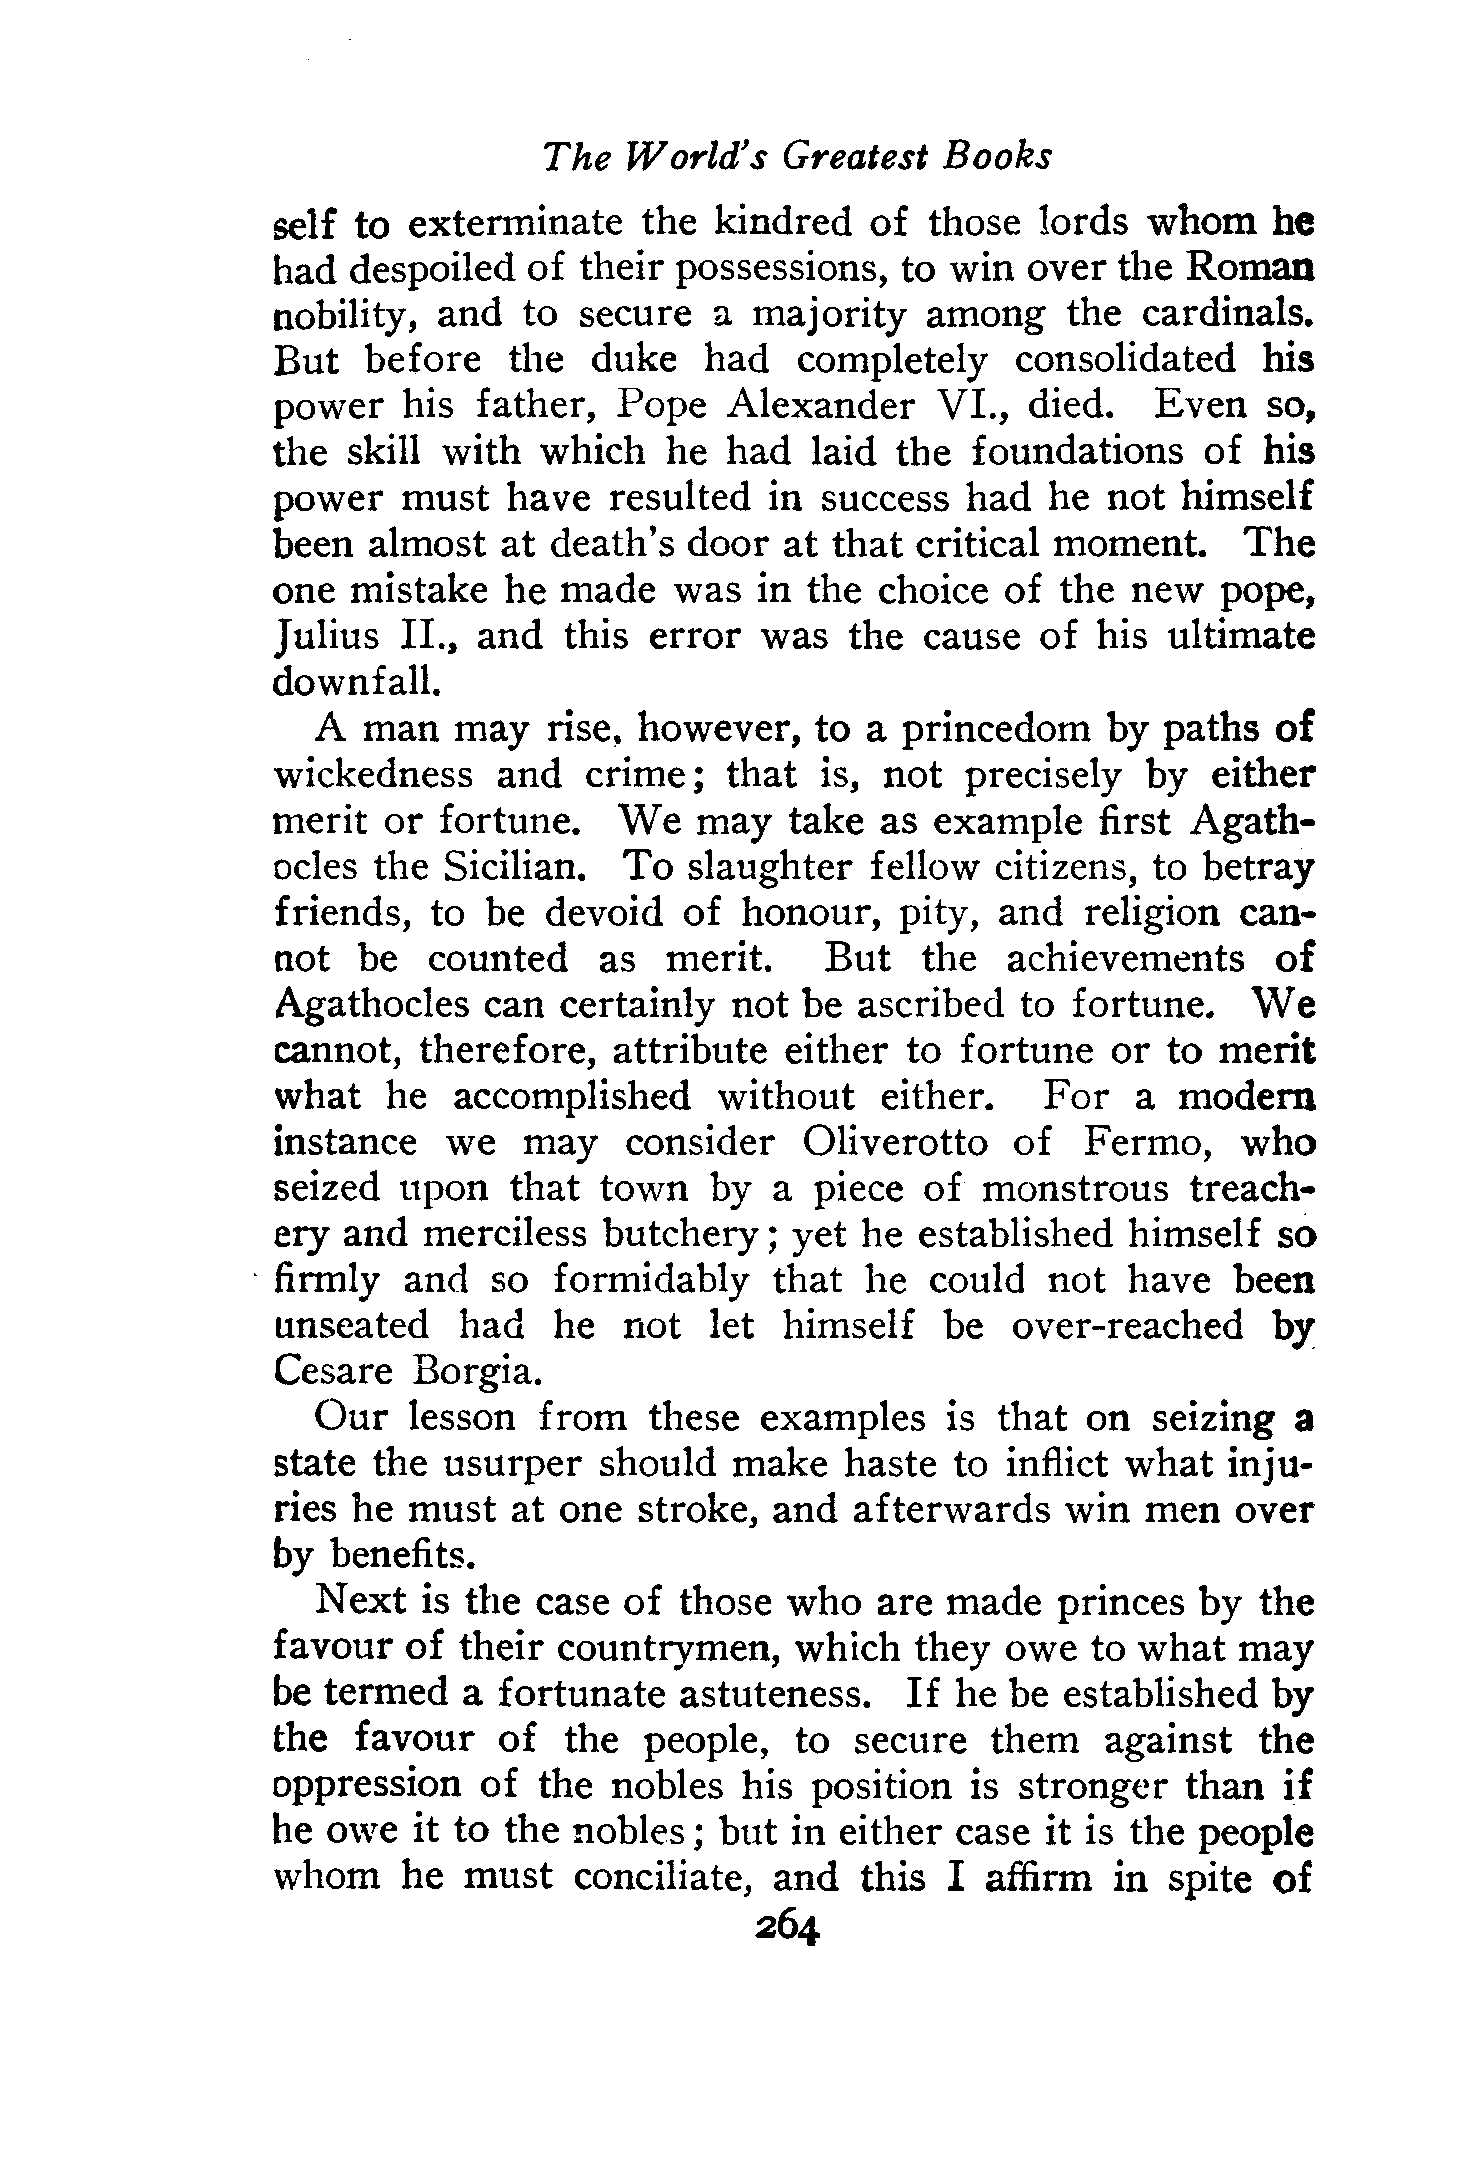 The World's Greatest Books
self to exterminate the kindred of those lords whom he
had despoiled of their possessions, to win over the Roman
nobility, and to secure a majority among the cardinals.
But before the duke had completely consolidated his
power his father, Pope Alexander VI., died. Even so,
the skill with which he had laid the foundations of his
power must have resulted in success had he not himself
been almost at death's door at that critical moment. The
one mistake he made was in the choice of the new pope,
Julius II., and this error was the cause of his ultimate
downfall.
A man may rise, however, to a princedom by paths of
wickedness and crime; that is, not precisely by either
merit or fortune. We may take as example first Agath-
ocles the Sicilian. To slaughter fellow citizens, to betray
friends, to be devoid of honour, pity, and religion can-
not be counted as merit. But the achievements of
Agathocles can certainly not be ascribed to fortune. We
cannot, therefore, attribute either to fortune or to merit
what he accomplished without either. For a modern
instance we may consider Oliverotto of Fermo, who
seized upon that town by a piece of monstrous treach-
ery and merciless butchery; yet he established himself so
firmly and so formidably that he could not have been
unseated had he not let himself be over-reached by
Cesare Borgia.
Our lesson from these examples is that on seizing a
state the usurper should make haste to inflict what inju-
ries he must at one stroke, and afterwards win men over
by benefits.
Next is the case of those who are made princes by the
favour of their countrymen, which they owe to what may
be termed a fortunate astuteness. If he be established by
the favour of the people, to secure them against the
oppression of the nobles his position is stronger than if
he owe it to the nobles; but in either case it is the people
whom he must conciliate, and this I affirm in spite of
264